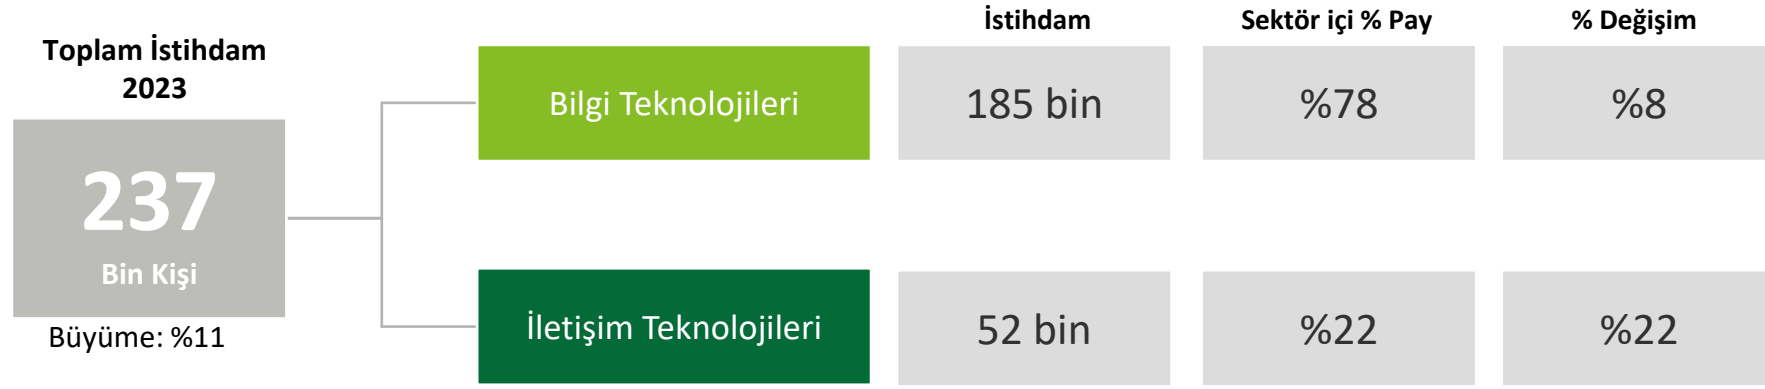 Toplam İstihdam
2023
237
Bin Kişi
Büyüme: %11
İstihdam Sektör içi % Pay % Değişim
Bilgi Teknolojileri 185 bin %78 %8
İletişim Teknolojileri 52 bin %22 %22